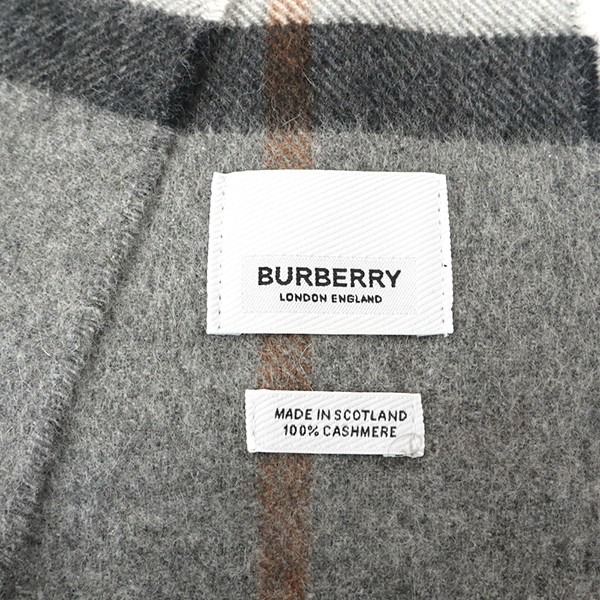 BURBERRY
LONDON ENGLAND
MADE IN SCOTLAND
100% CASHMERE